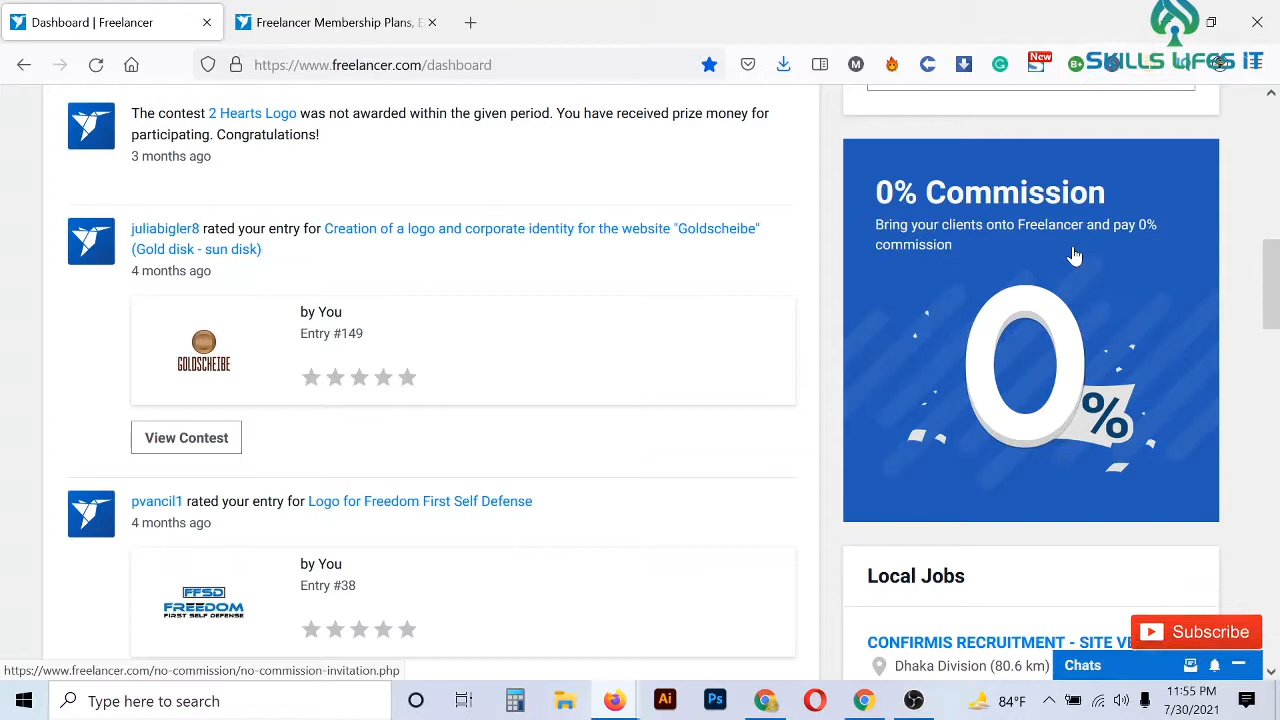 Dashboard | Freelancer
Freelancer Membership Plans, E
https://www.freelancer.com/dashboard
New
SKILLS LIFES IT
The contest 2 Hearts Logo was not awarded within the given period. You have received prize money for
participating. Congratulations!
3 months ago
juliabigler8 rated your entry for Creation of a logo and corporate identity for the website "Goldscheibe"
(Gold disk - sun disk)
4 months ago
by You
Entry #149
GOLDSCHEIBE
View Contest
pvancil1 rated your entry for Logo for Freedom First Self Defense
4 months ago
by You
Entry #38
FFSD
FREEDOM
FIRST SELF DEFENSE
0% Commission
Bring your clients onto Freelancer and pay 0%
commission
0%
Local Jobs
CONFIRMIS RECRUITMENT - SITE VE
Dhaka Division (80.6 km)
Subscribe
Chats
https://www.freelancer.com/no-commission/no-commission-invitation.php
Type here to search
Ai
Ps
84°F
11:55 PM
7/30/2021